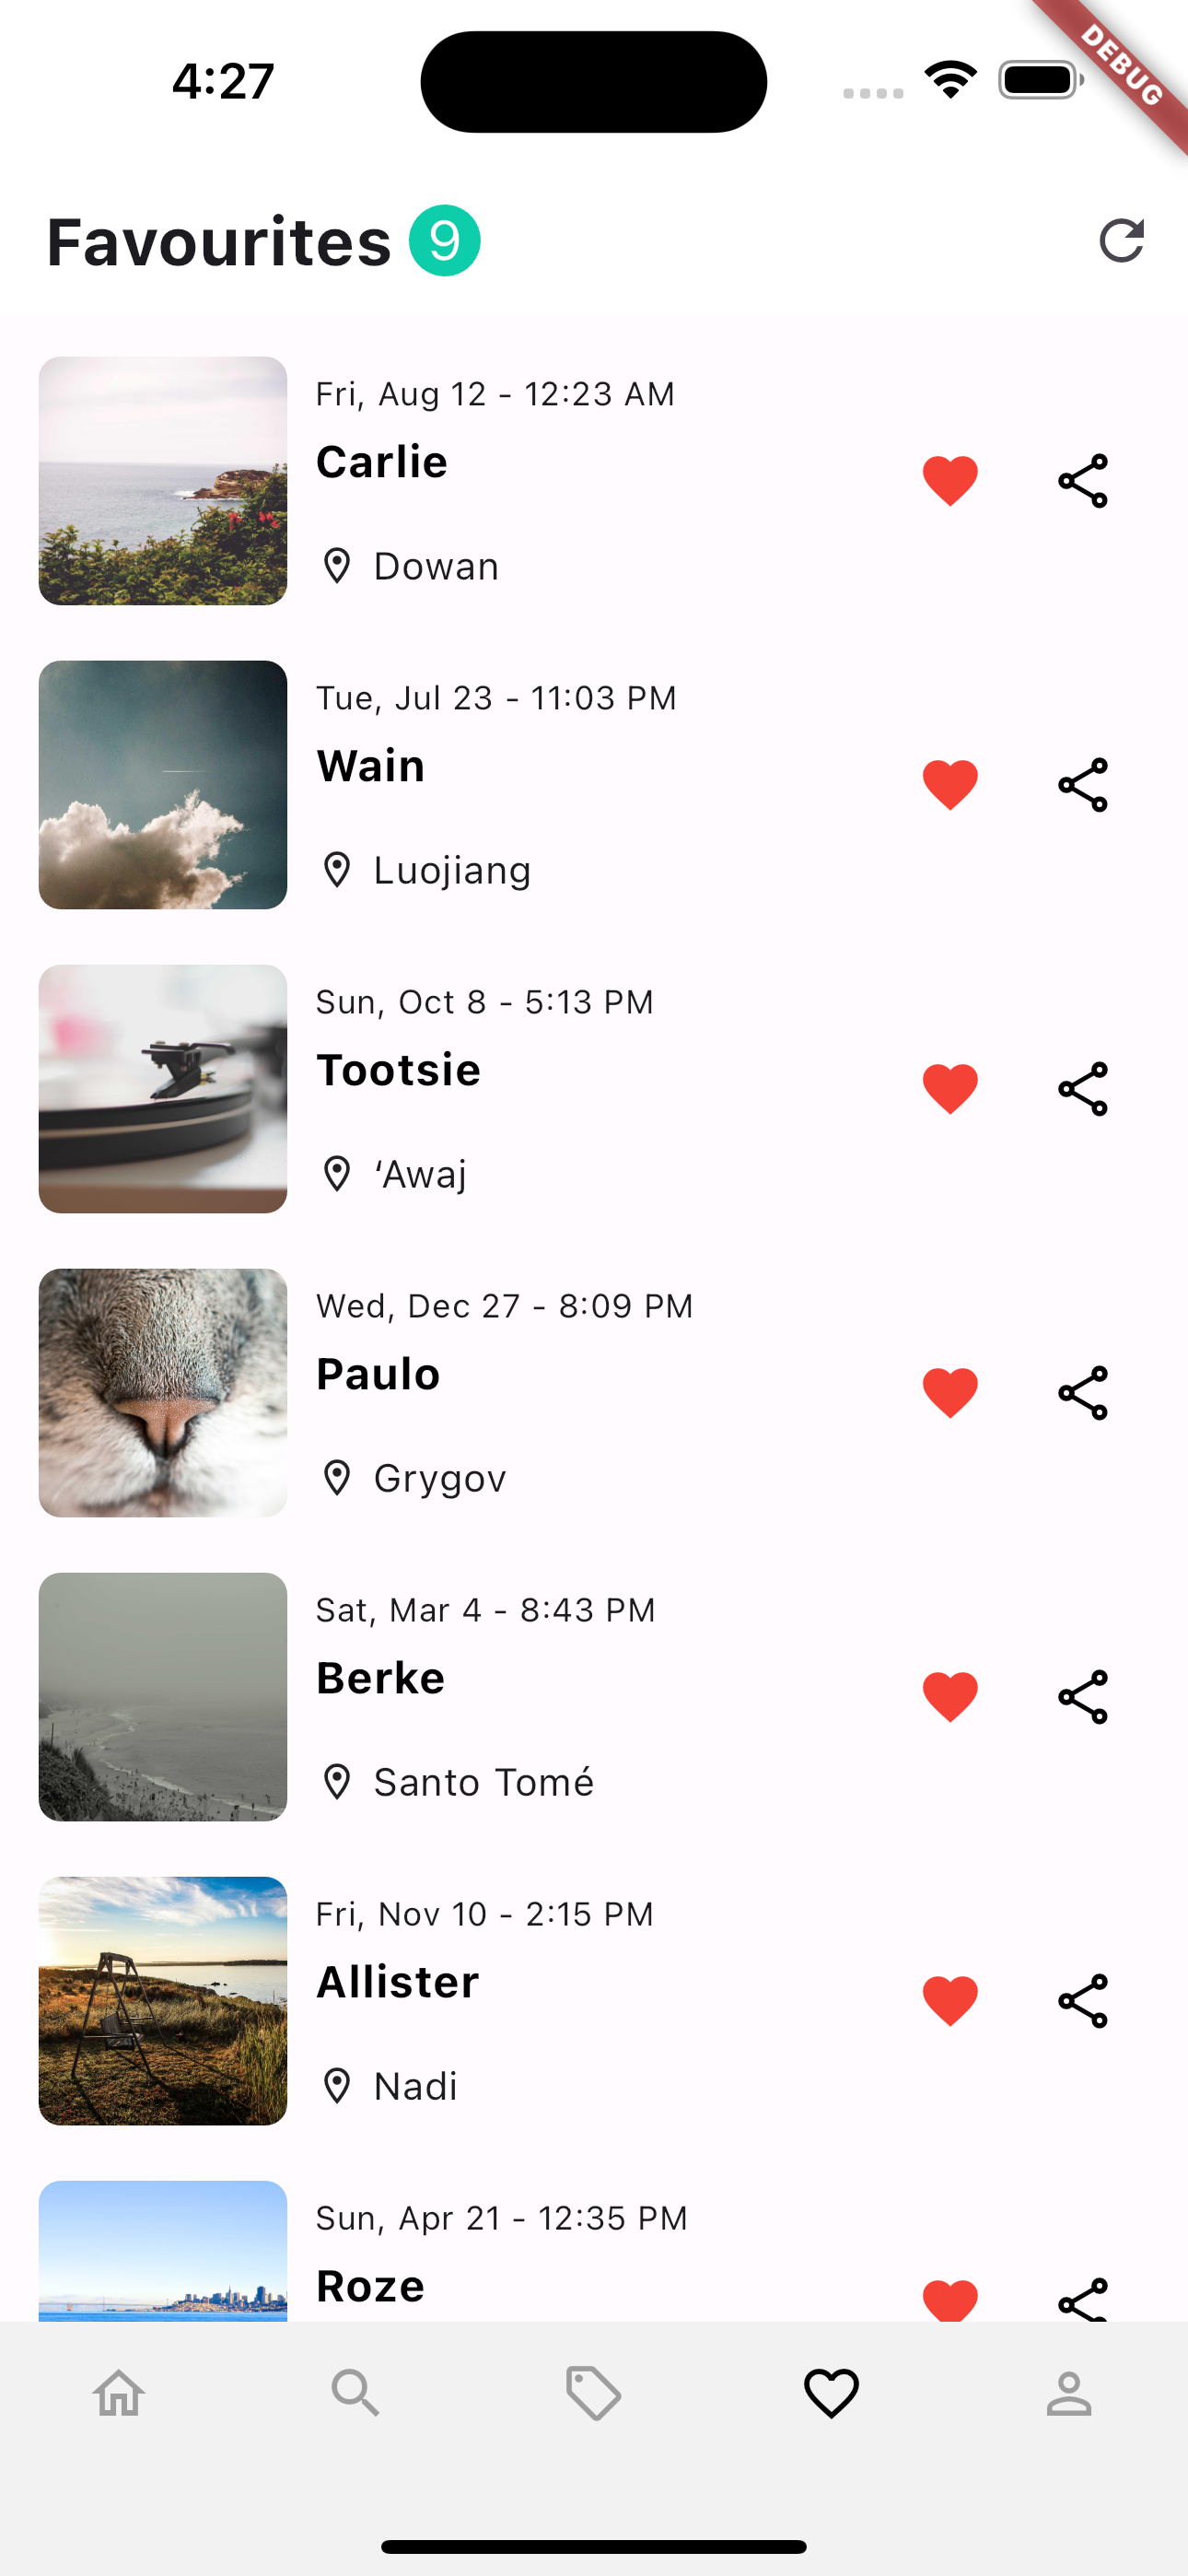 4:27
DEBUG
Favourites 9
Fri, Aug 12 - 12:23 AM
Carlie
Dowan
Tue, Jul 23 - 11:03 PM
Wain
Luojiang
Sun, Oct 8 - 5:13 PM
Tootsie
‘Awaj
Wed, Dec 27 - 8:09 PM
Paulo
Grygov
Sat, Mar 4 - 8:43 PM
Berke
Santo Tomé
Fri, Nov 10 - 2:15 PM
Allister
Nadi
Sun, Apr 21 - 12:35 PM
Roze